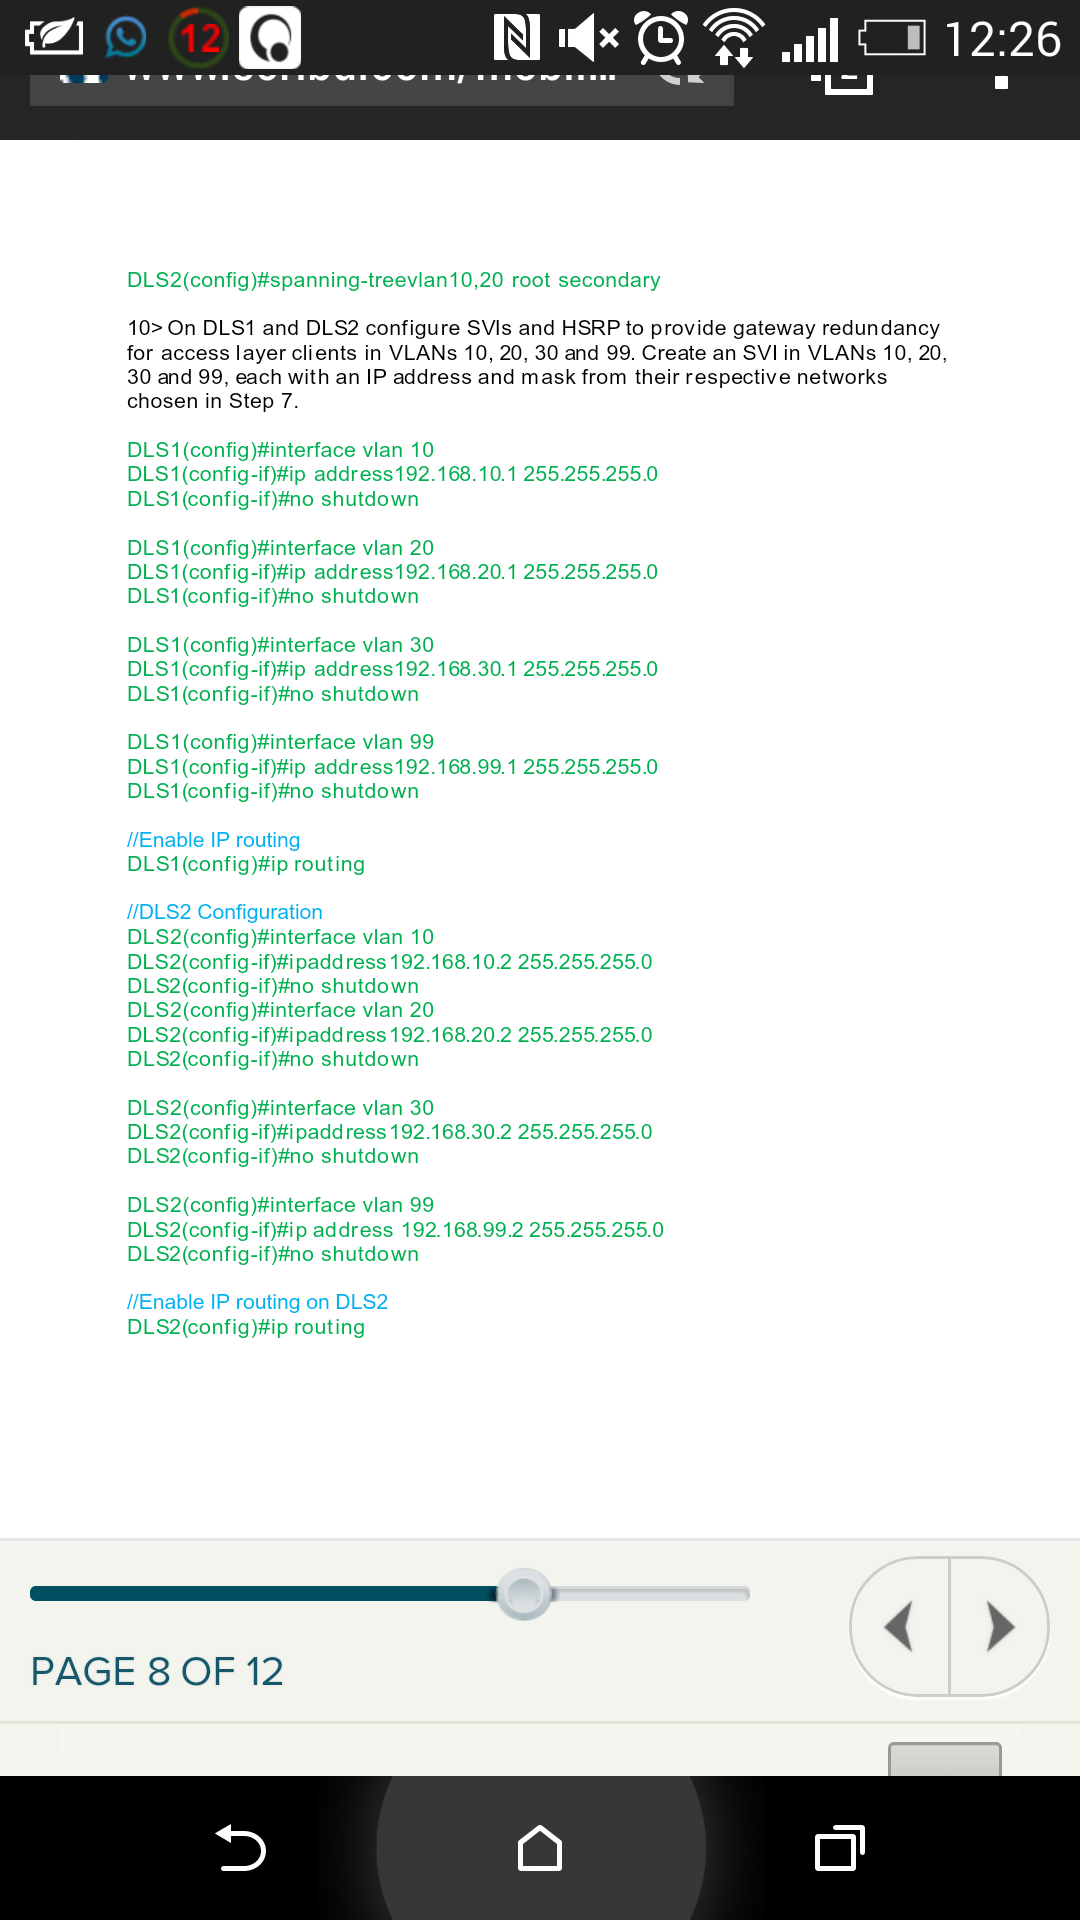 12
12:26
DLS2(config)#spanning-treevlan10,20 root secondary
10> On DLS1 and DLS2 configure SVIs and HSRP to provide gateway redundancy
for access layer clients in VLANs 10, 20, 30 and 99. Create an SVI in VLANs 10, 20,
30 and 99, each with an IP address and mask from their respective networks
chosen in Step 7.
DLS1(config)#interface vlan 10
DLS1(config-if)#ip address192.168.10.1 255.255.255.0
DLS1(config-if)#no shutdown
DLS1(config)#interface vlan 20
DLS1(config-if)#ip address192.168.20.1 255.255.255.0
DLS1(config-if)#no shutdown
DLS1(config)#interface vlan 30
DLS1(config-if)#ip address192.168.30.1 255.255.255.0
DLS1(config-if)#no shutdown
DLS1(config)#interface vlan 99
DLS1(config-if)#ip address192.168.99.1 255.255.255.0
DLS1(config-if)#no shutdown
//Enable IP routing
DLS1(config)#ip routing
//DLS2 Configuration
DLS2(config)#interface vlan 10
DLS2(config-if)#ipaddress192.168.10.2 255.255.255.0
DLS2(config-if)#no shutdown
DLS2(config)#interface vlan 20
DLS2(config-if)#ipaddress192.168.20.2 255.255.255.0
DLS2(config-if)#no shutdown
DLS2(config)#interface vlan 30
DLS2(config-if)#ipaddress192.168.30.2 255.255.255.0
DLS2(config-if)#no shutdown
DLS2(config)#interface vlan 99
DLS2(config-if)#ip address 192.168.99.2 255.255.255.0
DLS2(config-if)#no shutdown
//Enable IP routing on DLS2
DLS2(config)#ip routing
PAGE 8 OF 12